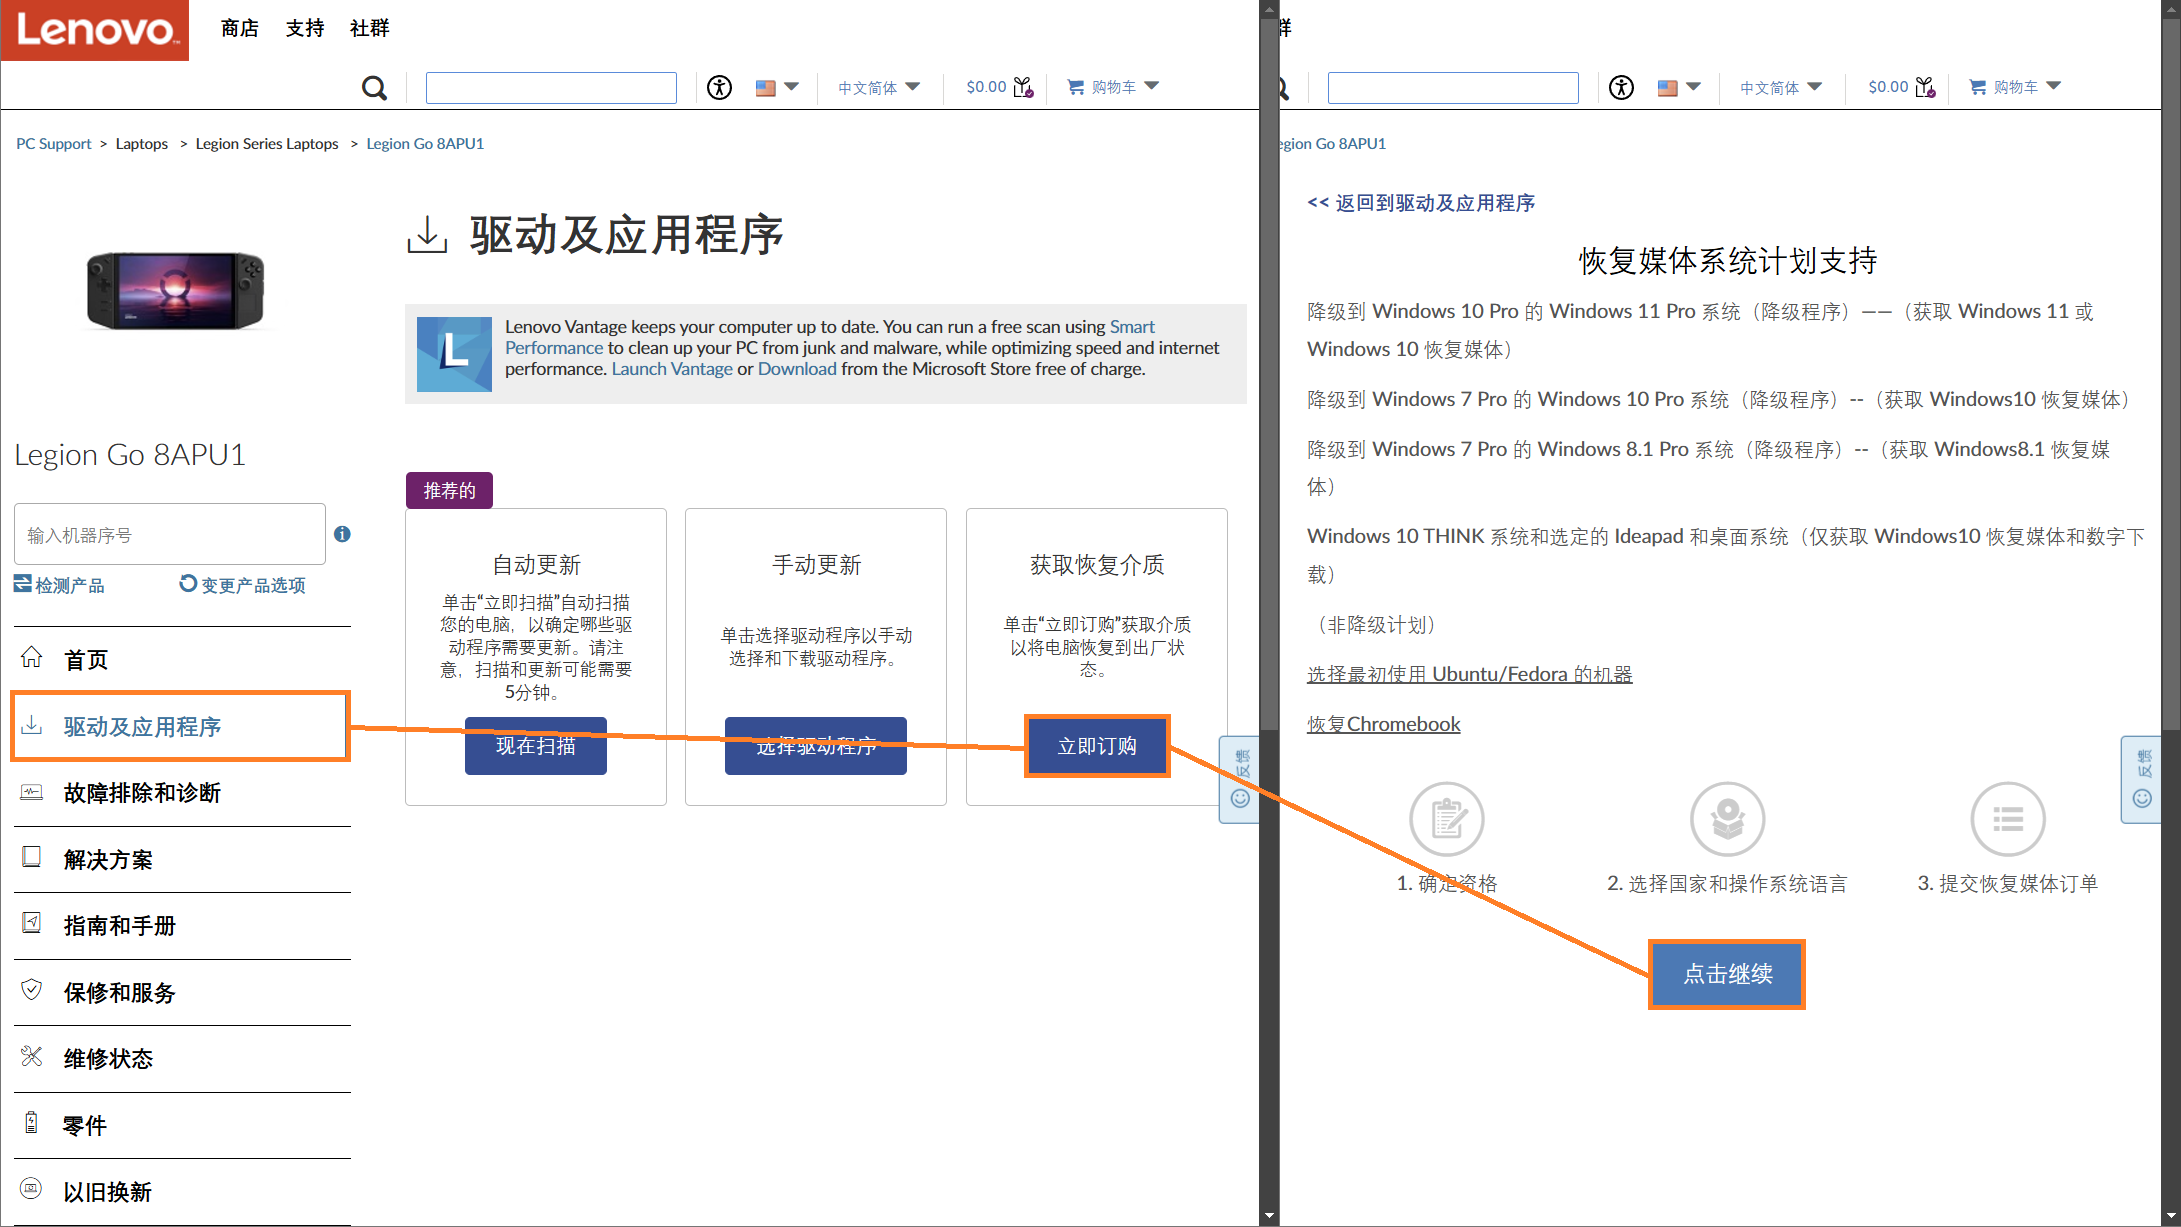 Lenovo
商店 支持 社群
中文简体 $0.00 购物车
PC Support > Laptops > Legion Series Laptops > Legion Go 8APU1
驱动及应用程序
Lenovo Vantage keeps your computer up to date. You can run a free scan using Smart
Performance to clean up your PC from junk and malware, while optimizing speed and internet
performance. Launch Vantage or Download from the Microsoft Store free of charge.
L
Legion Go 8APU1
输入机器序号
检测产品 变更产品选项
首页
驱动及应用程序
故障排除和诊断
解决方案
指南和手册
保修和服务
维修状态
零件
以旧换新
推荐的
自动更新
单击“立即扫描”自动扫描
您的电脑，以确定哪些驱
动程序需要更新。请注
意，扫描和更新可能需要
5分钟。
现在扫描
手动更新
单击选择驱动程序以手动
选择和下载驱动程序。
选择驱动程序
获取恢复介质
单击“立即订购”获取介质
以将电脑恢复到出厂状
态。
立即订购
反馈
群
中文简体 $0.00 购物车
egion Go 8APU1
<< 返回到驱动及应用程序
恢复媒体系统计划支持
降级到 Windows 10 Pro 的 Windows 11 Pro 系统（降级程序）——（获取 Windows 11 或
Windows 10 恢复媒体）
降级到 Windows 7 Pro 的 Windows 10 Pro 系统（降级程序）--（获取 Windows10 恢复媒体）
降级到 Windows 7 Pro 的 Windows 8.1 Pro 系统（降级程序）--（获取 Windows8.1 恢复媒
体）
Windows 10 THINK 系统和选定的 Ideapad 和桌面系统（仅获取 Windows10 恢复媒体和数字下
载）
（非降级计划）
选择最初使用 Ubuntu/Fedora 的机器
恢复Chromebook
1. 确定资格 2. 选择国家和操作系统语言 3. 提交恢复媒体订单
点击继续
反馈